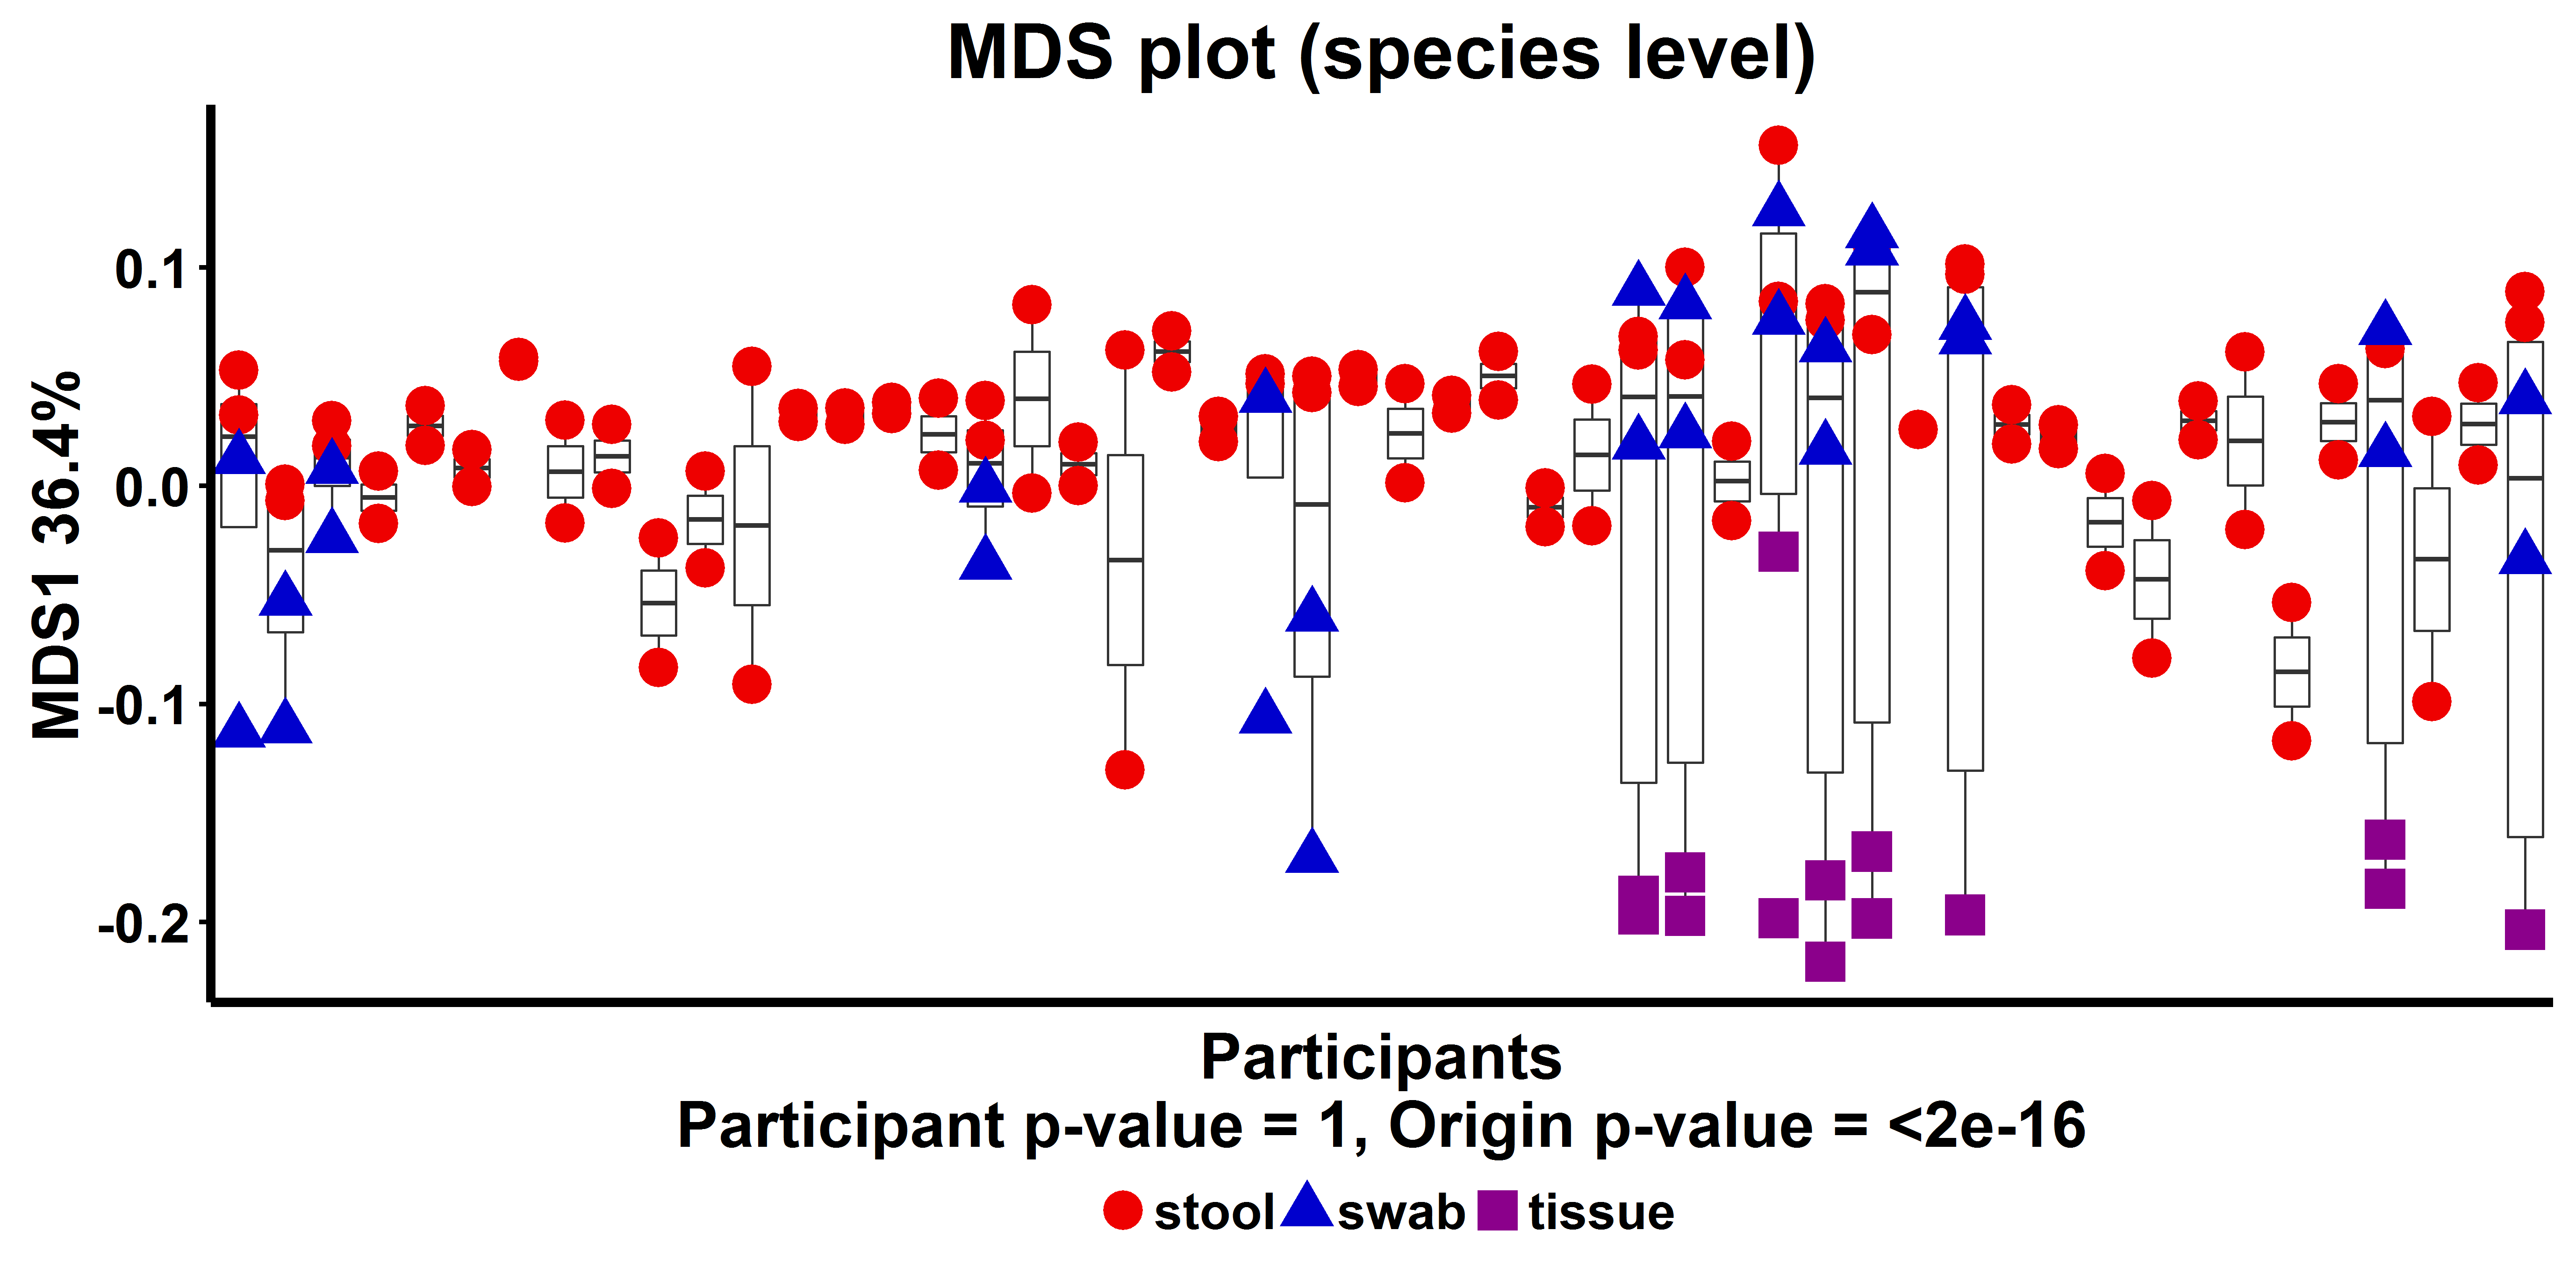 MDS plot (species level)
MDS1 36.4%
0.1
0.0
-0.1
-0.2
Participants
Participant p-value = 1, Origin p-value = <2e-16
stool swab tissue